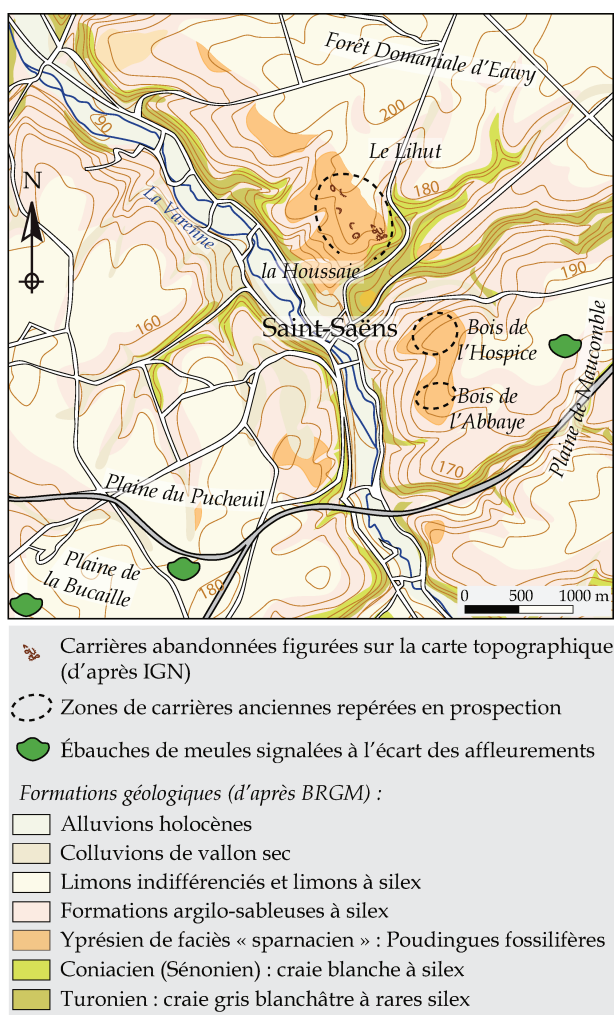 Forêt Domaniale d'Eawy
90
200
Le Lihut
N
180
La Varenne
la Houssaie
190
160
Saint-Saëns
Bois de
l'Hospice
Plaine de Maucomble
Bois de
l'Abbaye
170
Plaine du Pucheuil
Plaine de
la Bucaille
180
0 500 1000 m
Carrières abandonnées figurées sur la carte topographique
(d'après IGN)
Zones de carrières anciennes repérées en prospection
Ébauches de meules signalées à l'écart des affleurements
Formations géologiques (d'après BRGM) :
Alluvions holocènes
Colluvions de vallon sec
Limons indifférenciés et limons à silex
Formations argilo-sableuses à silex
Yprésien de faciès « sparnacien » : Poudingues fossilifères
Coniacien (Sénonien) : craie blanche à silex
Turonien : craie gris blanchâtre à rares silex